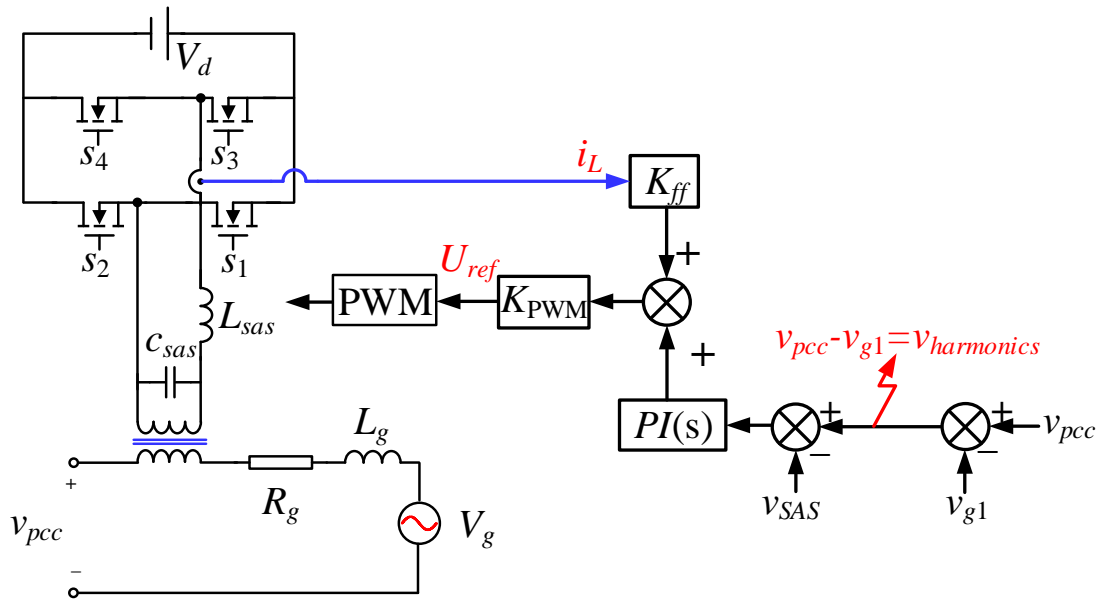 V_d
s_4
s_3
i_L
K_ff
s_2
s_1
+
U_ref
PWM
K_PWM
L_sas
c_sas
+
v_pcc-v_g1=v_harmonics
PI(s)
+
+
v_pcc
−
−
L_g
v_SAS
v_g1
+
R_g
v_pcc
V_g
−